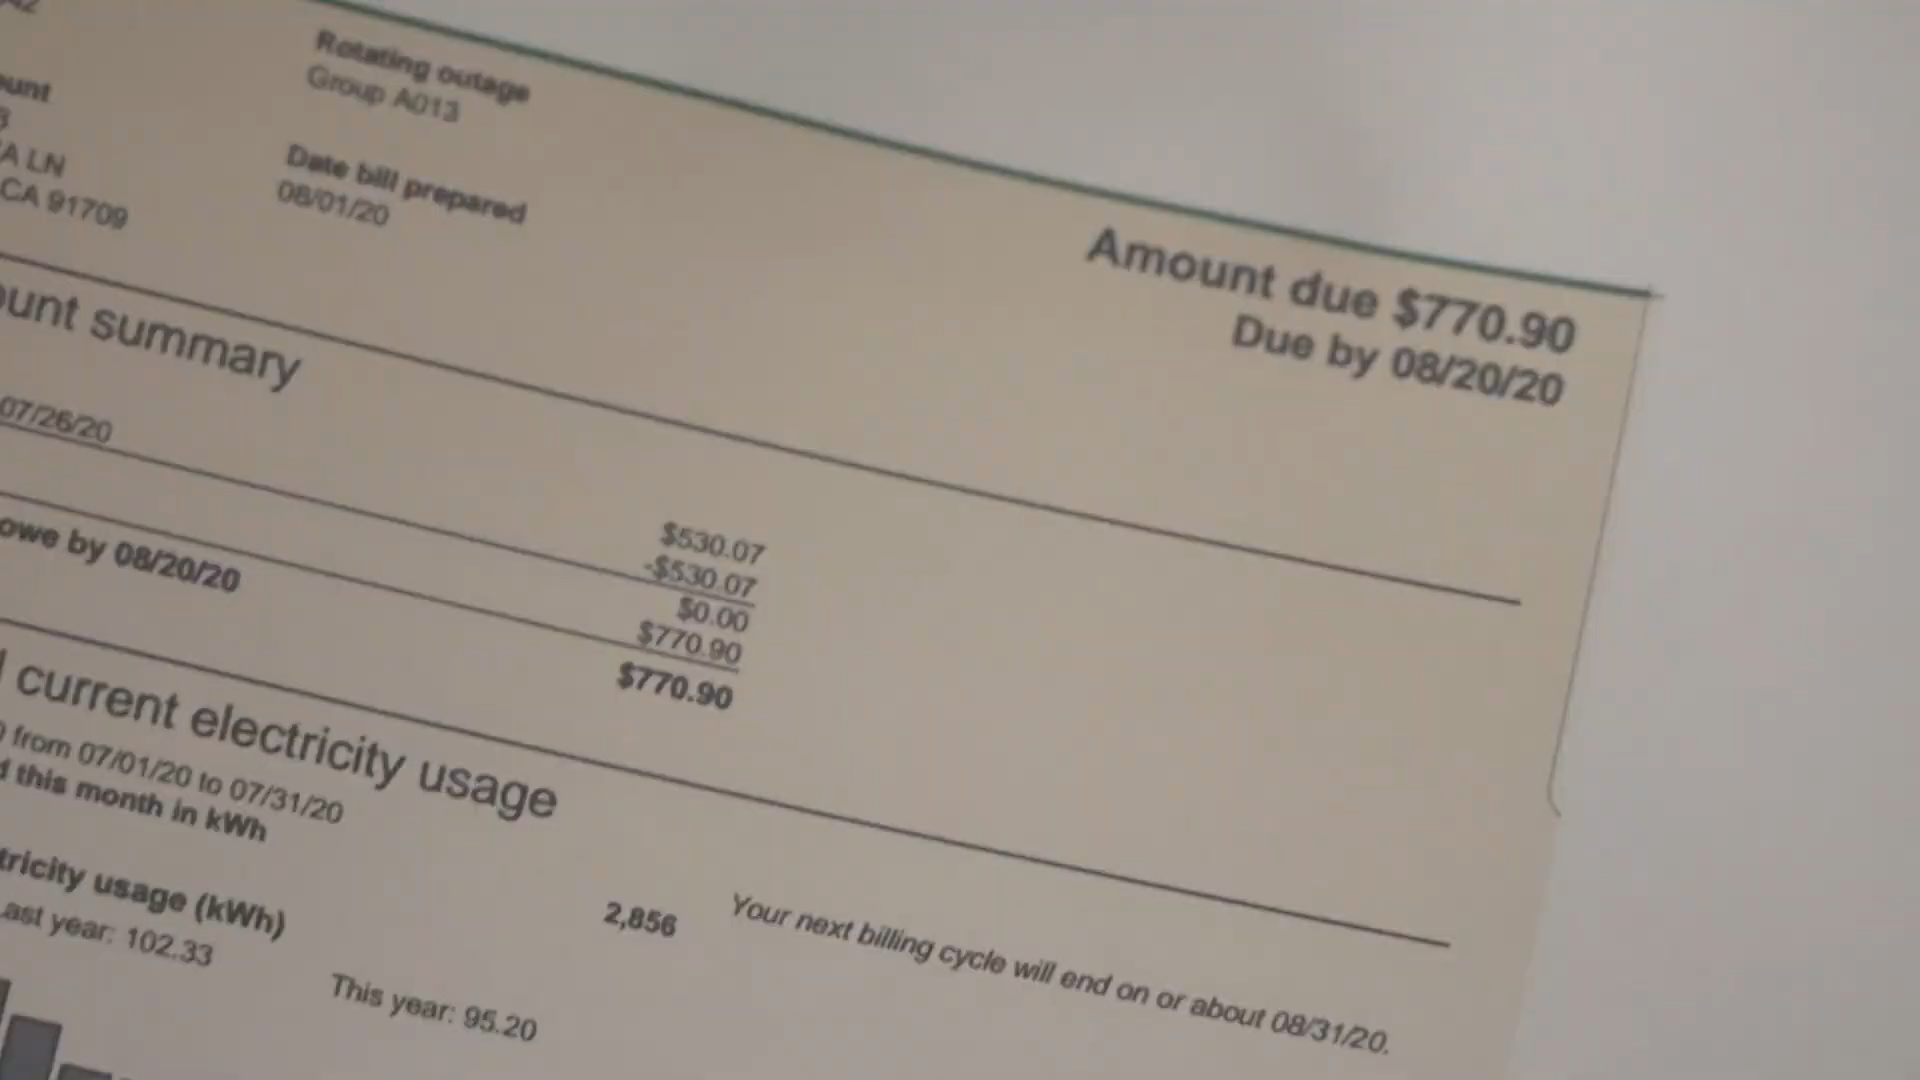 Rotating outage
Group A013
A LN
CA 91709
Date bill prepared
08/01/20
Amount due $770.90
Due by 08/20/20
unt summary
07/26/20
$530.07
-$530.07
$0.00
$770.90
owe by 08/20/20
$770.90
current electricity usage
from 07/01/20 to 07/31/20
this month in kWh
2,856
Your next billing cycle will end on or about 08/31/20.
tricity usage (kWh)
ast year: 102.33
This year: 95.20